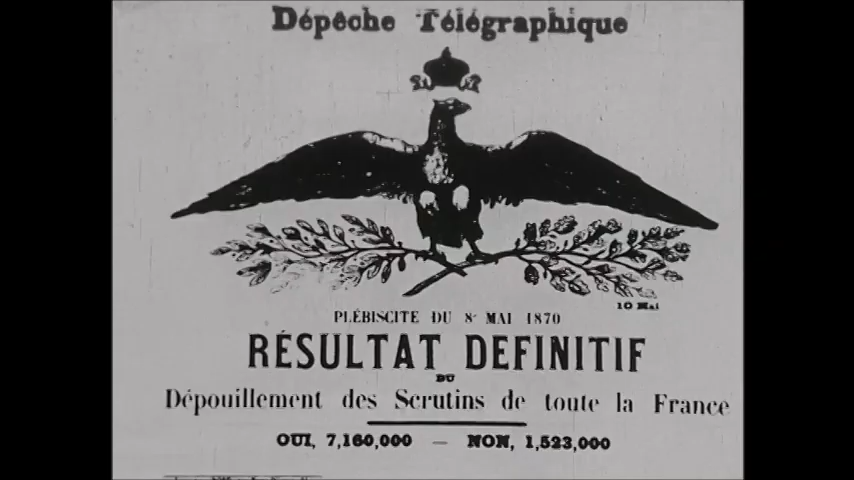 Dépêche Télégraphique
10 Mai
PLÉBISCITE DU 8 MAI 1870
RÉSULTAT DEFINITIF
DU
Dépouillement des Scrutins de toute la France
OUI, 7,160,000 — NON, 1,523,000